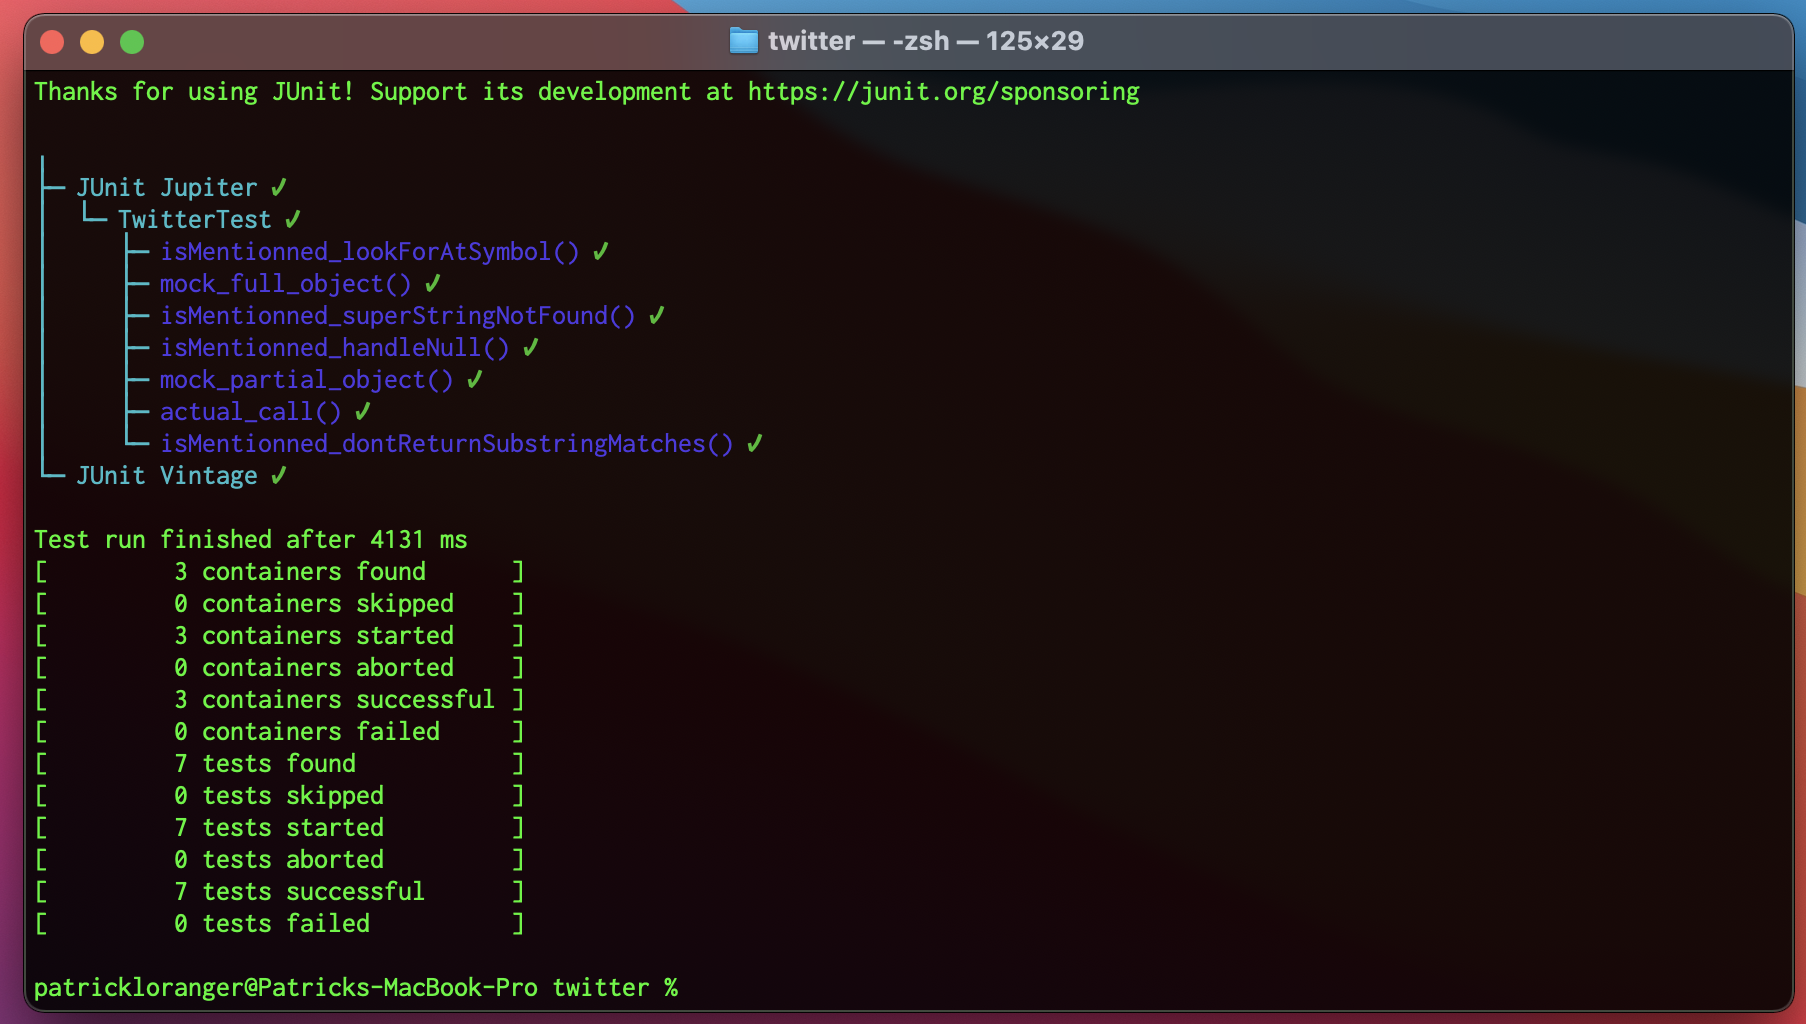 twitter — -zsh — 125×29
Thanks for using JUnit! Support its development at https://junit.org/sponsoring
├─ JUnit Jupiter ✔
│  └─ TwitterTest ✔
│     ├─ isMentionned_lookForAtSymbol() ✔
│     ├─ mock_full_object() ✔
│     ├─ isMentionned_superStringNotFound() ✔
│     ├─ isMentionned_handleNull() ✔
│     ├─ mock_partial_object() ✔
│     ├─ actual_call() ✔
│     └─ isMentionned_dontReturnSubstringMatches() ✔
└─ JUnit Vintage ✔
Test run finished after 4131 ms
[         3 containers found      ]
[         0 containers skipped    ]
[         3 containers started    ]
[         0 containers aborted    ]
[         3 containers successful ]
[         0 containers failed     ]
[         7 tests found           ]
[         0 tests skipped         ]
[         7 tests started         ]
[         0 tests aborted         ]
[         7 tests successful      ]
[         0 tests failed          ]
patrickloranger@Patricks-MacBook-Pro twitter %